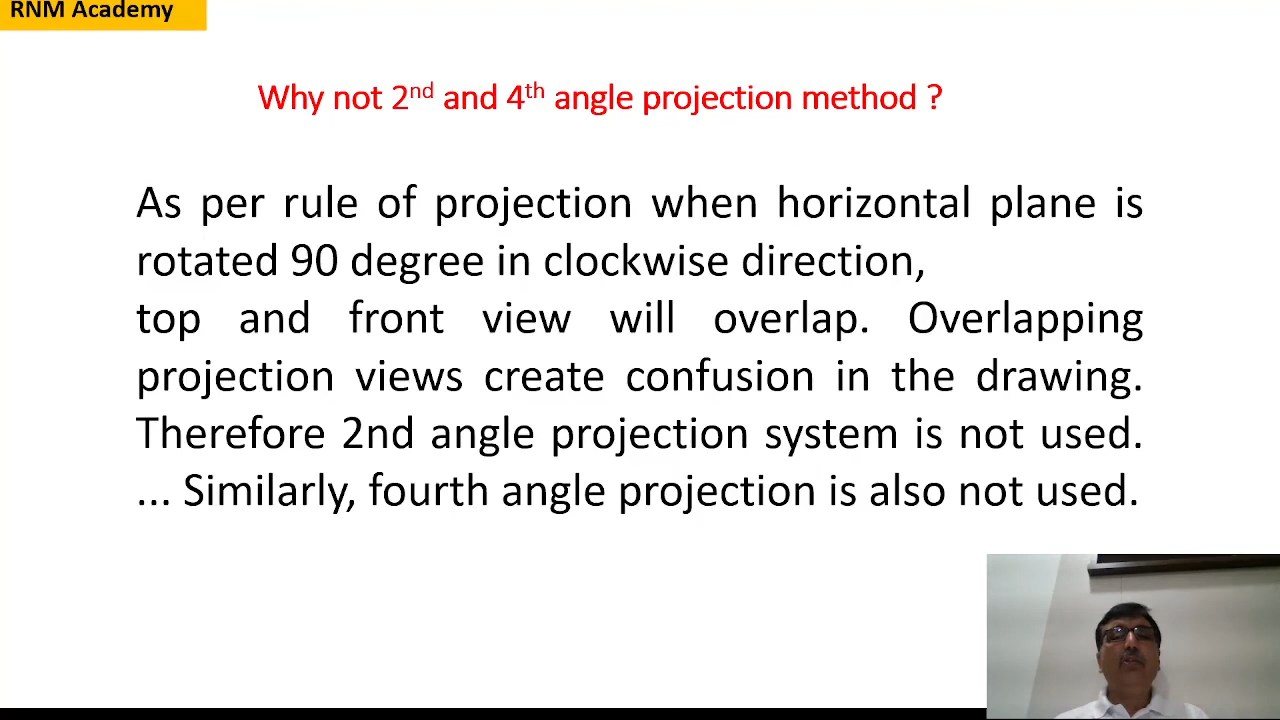 RNM Academy
Why not 2nd and 4th angle projection method ?
As per rule of projection when horizontal plane is
rotated 90 degree in clockwise direction,
top and front view will overlap. Overlapping
projection views create confusion in the drawing.
Therefore 2nd angle projection system is not used.
... Similarly, fourth angle projection is also not used.